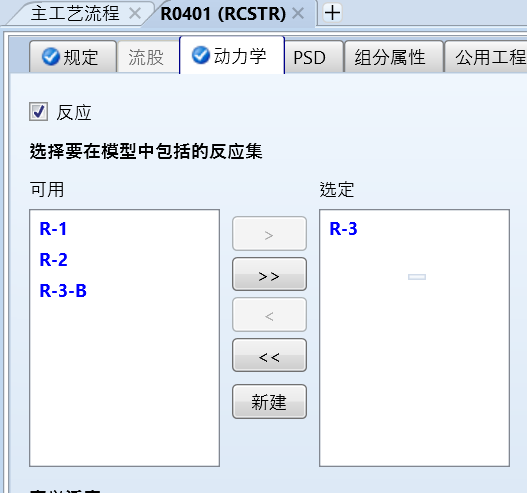 主工艺流程 × R0401 (RCSTR) × +
规定 流股 动力学 PSD 组分属性 公用工程
反应
选择要在模型中包括的反应集
可用 选定
R-1
R-2
R-3-B
>
>>
<
<<
新建
R-3